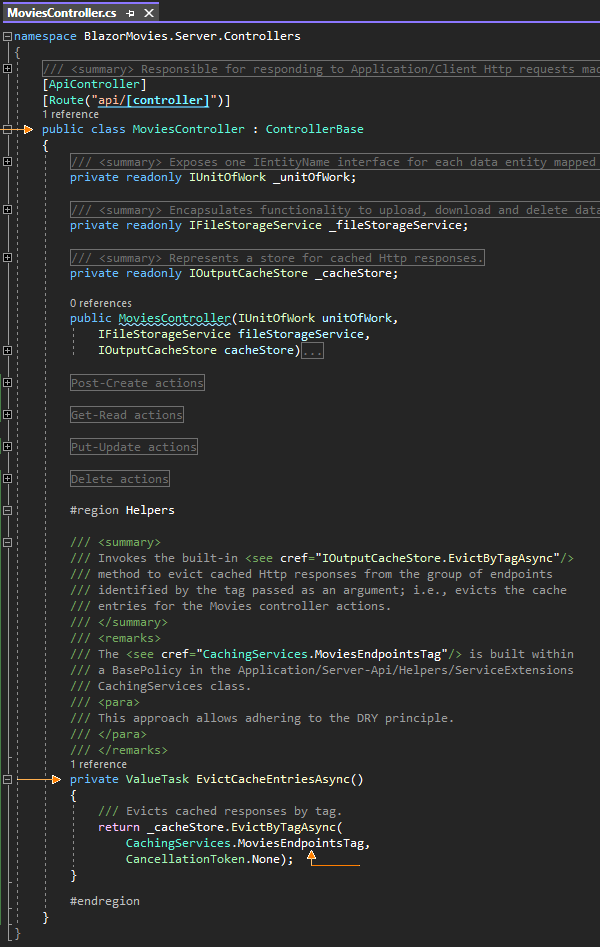 MoviesController.cs
namespace BlazorMovies.Server.Controllers
{
/// <summary> Responsible for responding to Application/Client Http requests mad
[ApiController]
[Route("api/[controller]")]
1 reference
public class MoviesController : ControllerBase
{
/// <summary> Exposes one IEntityName interface for each data entity mapped
private readonly IUnitOfWork _unitOfWork;
/// <summary> Encapsulates functionality to upload, download and delete data
private readonly IFileStorageService _fileStorageService;
/// <summary> Represents a store for cached Http responses.
private readonly IOutputCacheStore _cacheStore;
0 references
public MoviesController(IUnitOfWork unitOfWork,
IFileStorageService fileStorageService,
IOutputCacheStore cacheStore)...
Post-Create actions
Get-Read actions
Put-Update actions
Delete actions
#region Helpers
/// <summary>
/// Invokes the built-in <see cref="IOutputCacheStore.EvictByTagAsync"/>
/// method to evict cached Http responses from the group of endpoints
/// identified by the tag passed as an argument; i.e., evicts the cache
/// entries for the Movies controller actions.
/// </summary>
/// <remarks>
/// The <see cref="CachingServices.MoviesEndpointsTag"/> is built within
/// a BasePolicy in the Application/Server-Api/Helpers/ServiceExtensions
/// CachingServices class.
/// <para>
/// This approach allows adhering to the DRY principle.
/// </para>
/// </remarks>
1 reference
private ValueTask EvictCacheEntriesAsync()
{
/// Evicts cached responses by tag.
return _cacheStore.EvictByTagAsync(
CachingServices.MoviesEndpointsTag,
CancellationToken.None);
}
#endregion
}
}